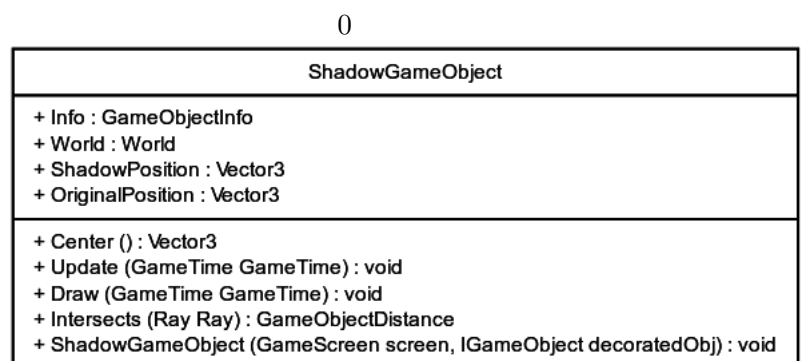 0
ShadowGameObject
+ Info : GameObjectInfo
+ World : World
+ ShadowPosition : Vector3
+ OriginalPosition : Vector3
+ Center () : Vector3
+ Update (GameTime GameTime) : void
+ Draw (GameTime GameTime) : void
+ Intersects (Ray Ray) : GameObjectDistance
+ ShadowGameObject (GameScreen screen, IGameObject decoratedObj) : void